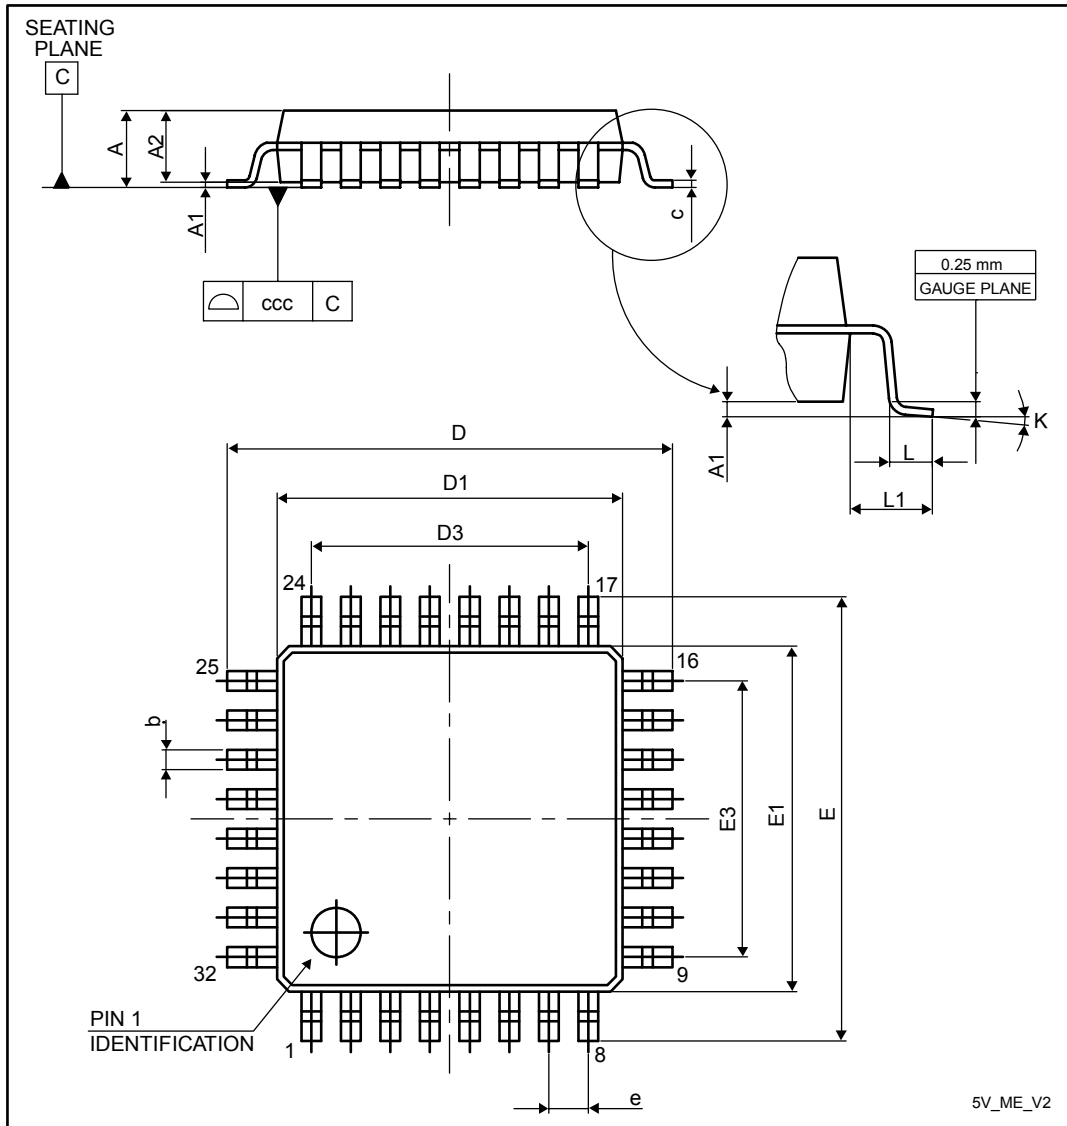 SEATING
PLANE
C
A
A2
A1
c
ccc
C
0.25 mm
GAUGE PLANE
A1
K
L
L1
D
D1
D3
24
17
25
16
b
E3
E1
E
32
9
PIN 1
IDENTIFICATION
1
8
e
5V_ME_V2